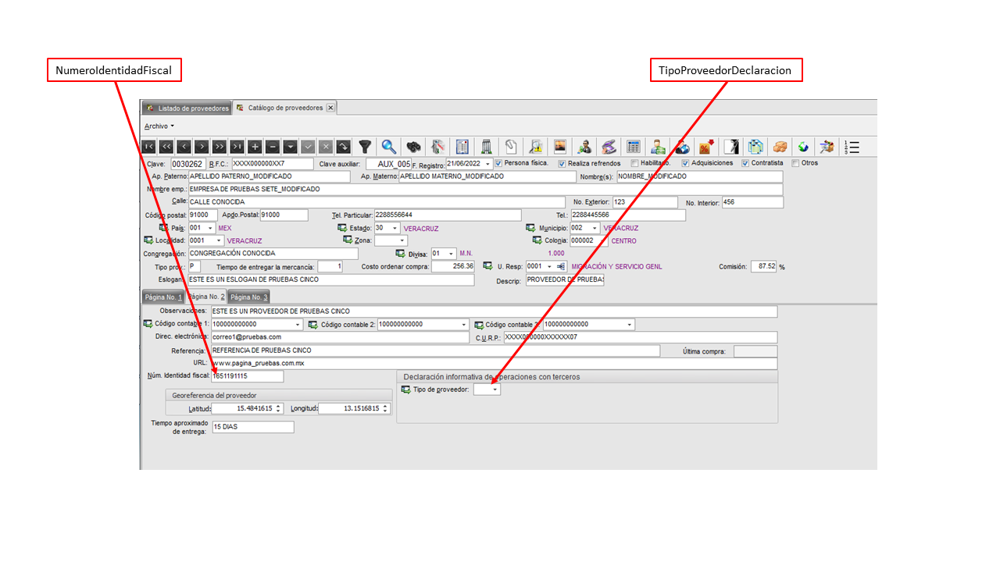 NumeroIdentidadFiscal
TipoProveedorDeclaracion
Listado de proveedores Catálogo de proveedores
Archivo
Clave: 0030262 R.F.C.: XXXX000000XX7 Clave auxiliar: AUX_005 F. Registro: 21/06/2022 Persona física. Realiza refrendos Habilitado. Adquisiciones Contratista Otros
Ap. Paterno: APELLIDO PATERNO_MODIFICADO Ap. Materno: APELLIDO MATERNO_MODIFICADO Nombre(s): NOMBRE_MODIFICADO
Nombre emp.: EMPRESA DE PRUEBAS SIETE_MODIFICADO
Calle: CALLE CONOCIDA No. Exterior: 123 No. Interior: 456
Código postal: 91000 Apdo.Postal: 91000 Tel. Particular: 2288556644 Tel.: 2288445566
País: 001 MEX Estado: 30 VERACRUZ Municipio: 002 VERACRUZ
Localidad: 0001 VERACRUZ Zona: Colonia: 000002 CENTRO
Congregación: CONGREGACIÓN CONOCIDA Divisa: 01 M.N. 1.000
Tipo prov.: P Tiempo de entregar la mercancía: 1 Costo ordenar compra: 256.36 U. Resp: 0001 MIGRACIÓN Y SERVICIO GENL Comisión: 87.52 %
Eslogan: ESTE ES UN ESLOGAN DE PRUEBAS CINCO Descrip: PROVEEDOR DE PRUEBAS
Página No. 1 Página No. 2 Página No. 3
Observaciones: ESTE ES UN PROVEEDOR DE PRUEBAS CINCO
Código contable 1: 100000000000 Código contable 2: 100000000000 Código contable 3: 100000000000
Direc. electrónica: correo1@pruebas.com C.U.R.P.: XXXX000000XXXXXX07
Referencia: REFERENCIA DE PRUEBAS CINCO Última compra:
URL: www.pagina_pruebas.com.mx
Núm. Identidad fiscal: 1651191115 Declaración informativa de operaciones con terceros
Tipo de proveedor:
Georeferencia del proveedor
Latitud: 15.4841615 Longitud: 13.1516815
Tiempo aproximado
de entrega: 15 DIAS